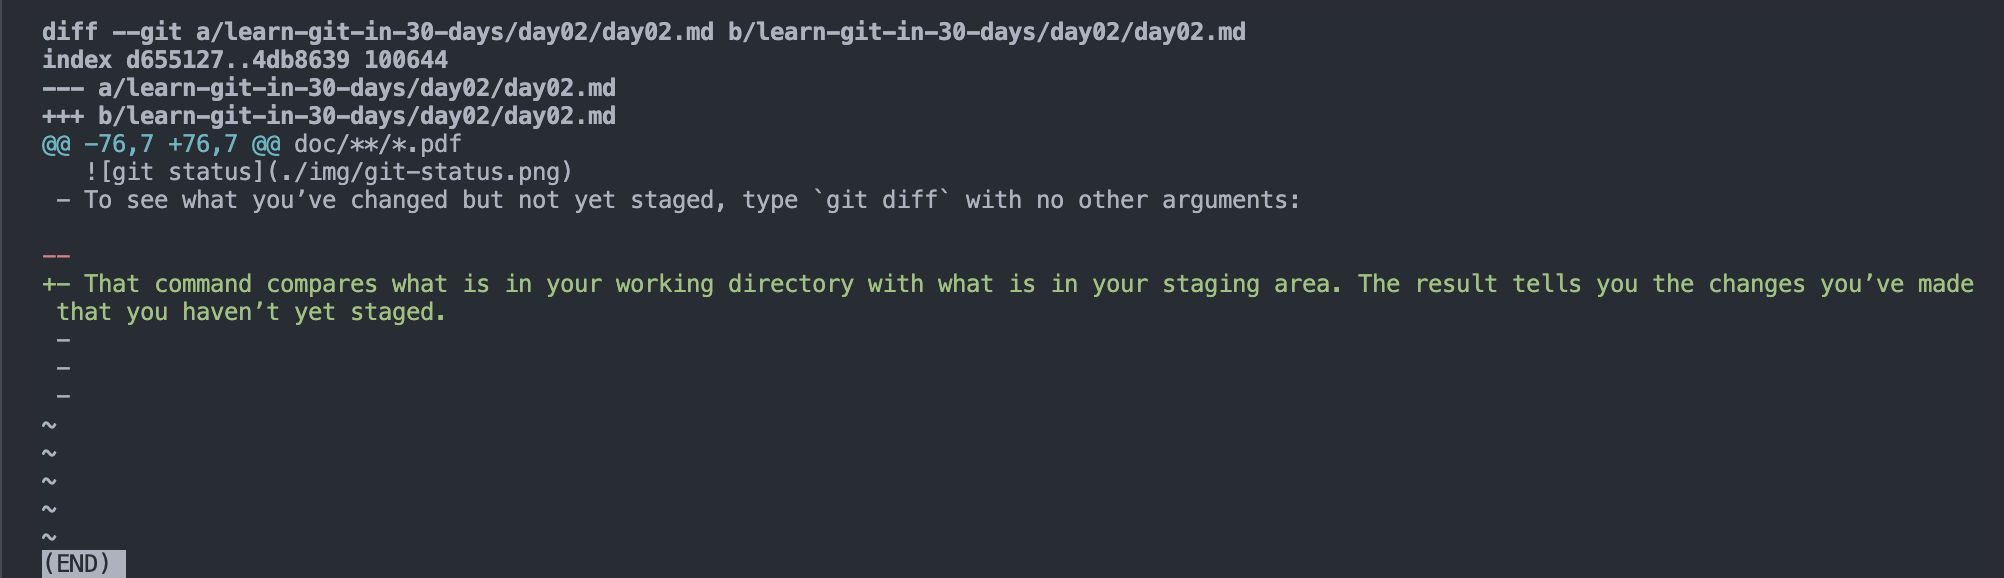 diff --git a/learn-git-in-30-days/day02/day02.md b/learn-git-in-30-days/day02/day02.md
index d655127..4db8639 100644
--- a/learn-git-in-30-days/day02/day02.md
+++ b/learn-git-in-30-days/day02/day02.md
@@ -76,7 +76,7 @@ doc/**/*.pdf
   ![git status](./img/git-status.png)
 - To see what you’ve changed but not yet staged, type `git diff` with no other arguments:

--
+- That command compares what is in your working directory with what is in your staging area. The result tells you the changes you’ve made
 that you haven’t yet staged.
 -
 -
 -
~
~
~
~
~
(END)